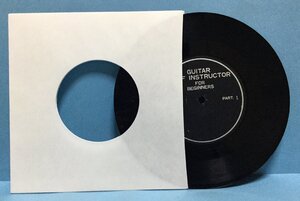 GUITAR
INSTRUCTOR
FOR
BEGINNERS
PART 1